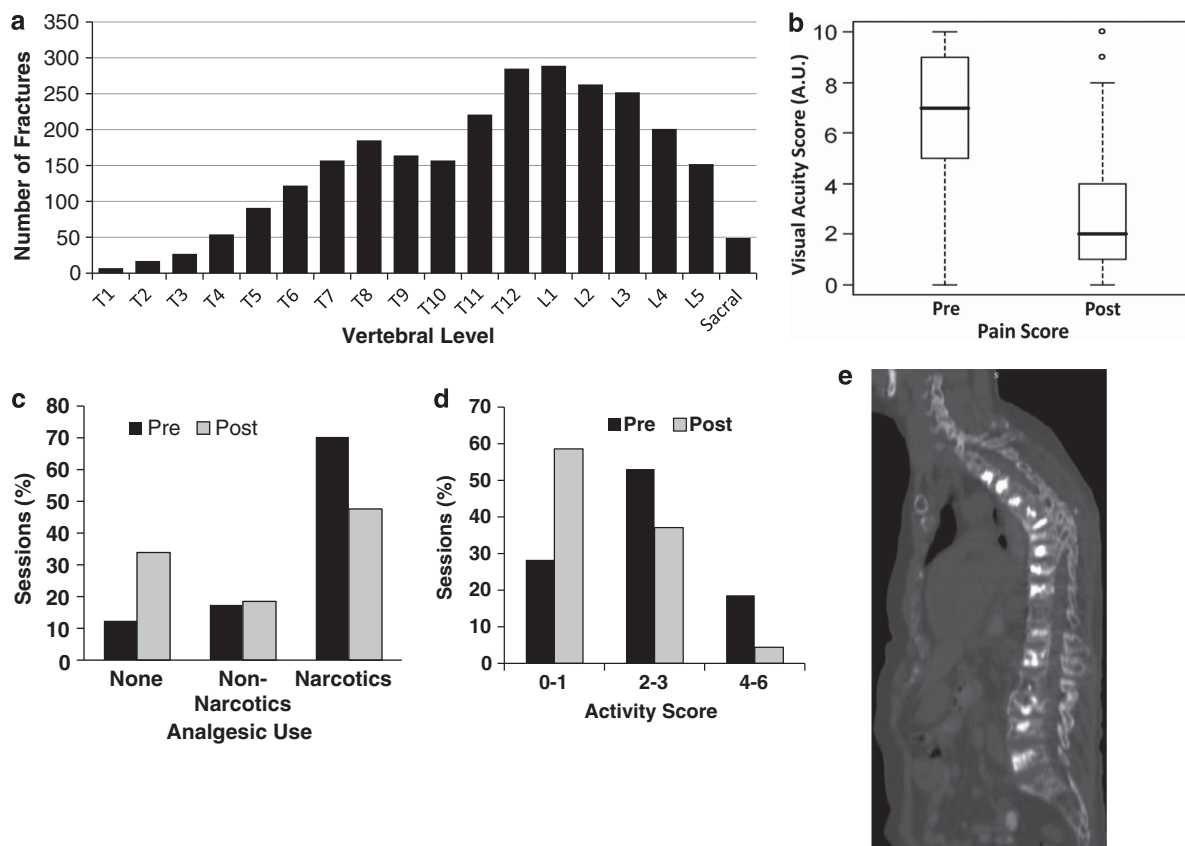 a
Number of Fractures
350
300
250
200
150
100
50
0
T1 T2 T3 T4 T5 T6 T7 T8 T9 T10 T11 T12 L1 L2 L3 L4 L5 Sacral
Vertebral Level
b
Visual Acuity Score (A.U.)
10
8
6
4
2
0
Pre Post
Pain Score
c
Sessions (%)
80
70
60
50
40
30
20
10
0
Pre Post
None Non-Narcotics Narcotics
Analgesic Use
d
Sessions (%)
70
60
50
40
30
20
10
0
Pre Post
0-1 2-3 4-6
Activity Score
e
s